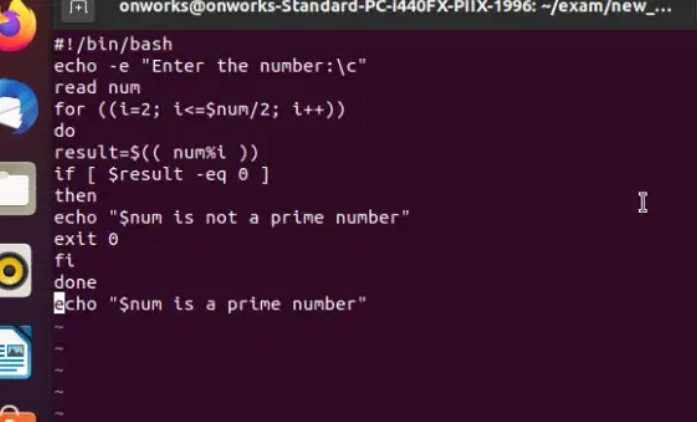 onworks@onworks-Standard-PC-i440FX-PIIX-1996: ~/exam/new_...
#!/bin/bash
echo -e "Enter the number:\c"
read num
for ((i=2; i<=$num/2; i++))
do
result=$(( num%i ))
if [ $result -eq 0 ]
then
echo "$num is not a prime number"
exit 0
fi
done
echo "$num is a prime number"
~
~
~
~
~